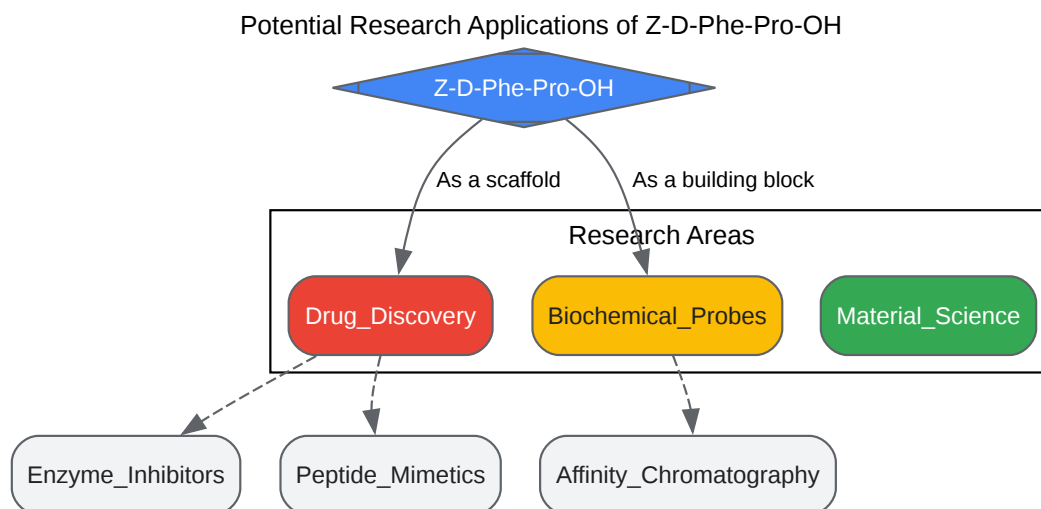 Potential Research Applications of Z-D-Phe-Pro-OH
Z-D-Phe-Pro-OH
As a scaffold
As a building block
Research Areas
Drug_Discovery
Biochemical_Probes
Material_Science
Enzyme_Inhibitors
Peptide_Mimetics
Affinity_Chromatography